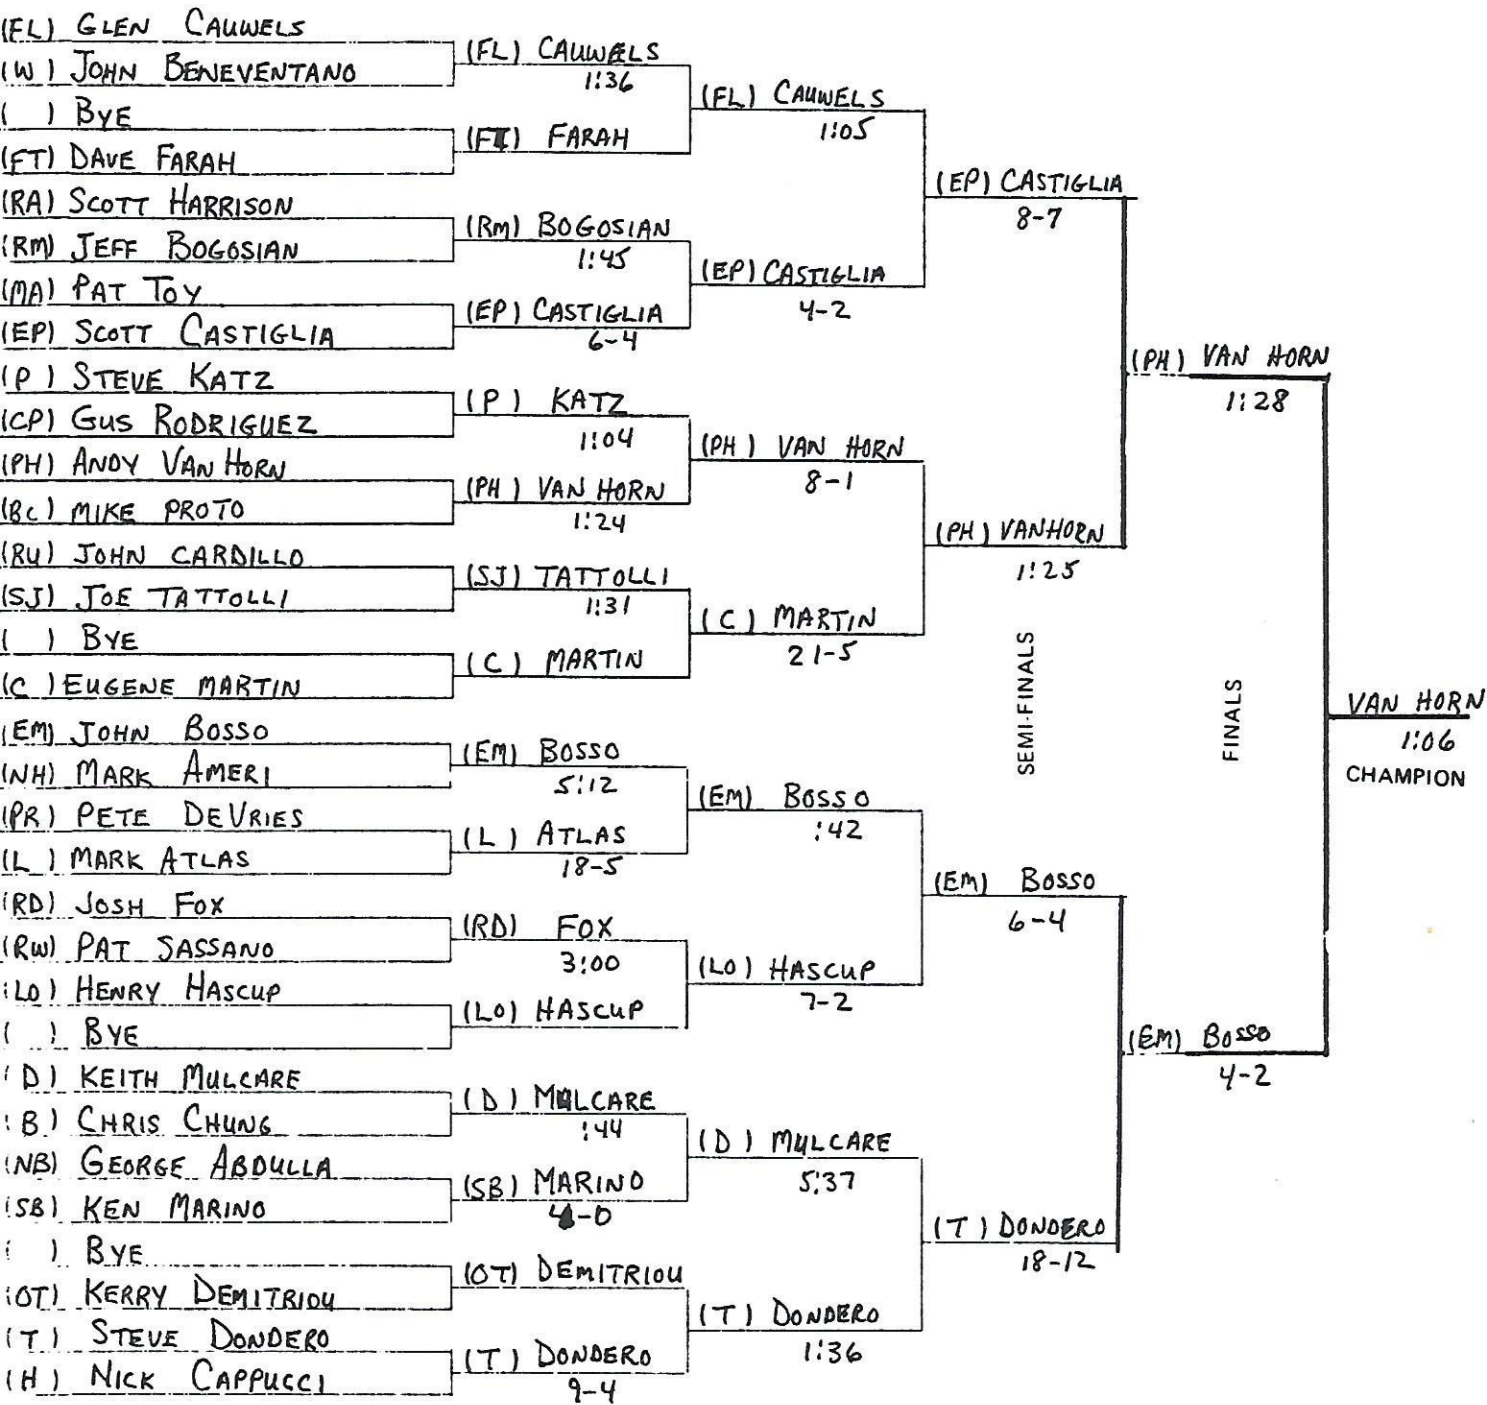 (FL) GLEN CAUWELS
(W) JOHN BENEVENTANO
( ) BYE
(FT) DAVE FARAH
(RA) SCOTT HARRISON
(RM) JEFF BOGOSIAN
(MA) PAT TOY
(EP) SCOTT CASTIGLIA
(P) STEVE KATZ
(CP) GUS RODRIGUEZ
(PH) ANDY VAN HORN
(BC) MIKE PROTO
(RU) JOHN CARDILLO
(SJ) JOE TATTOLLI
( ) BYE
(C) EUGENE MARTIN
(EM) JOHN BOSSO
(NH) MARK AMERI
(PR) PETE DEVRIES
(L) MARK ATLAS
(RD) JOSH FOX
(RW) PAT SASSANO
(LO) HENRY HASCUP
( ) BYE
(D) KEITH MULCARE
(B) CHRIS CHUNG
(NB) GEORGE ABDULLA
(SB) KEN MARINO
( ) BYE
(OT) KERRY DEMITRIOU
(T) STEVE DONDERO
(H) NICK CAPPUCCI
(FL) CAUWELS
1:36
(FT) FARAH
(RM) BOGOSIAN
1:45
(EP) CASTIGLIA
6-4
(P) KATZ
1:04
(PH) VAN HORN
1:24
(SJ) TATTOLLI
1:31
(C) MARTIN
(EM) BOSSO
5:12
(L) ATLAS
18-5
(RD) FOX
3:00
(LO) HASCUP
(D) MULCARE
:44
(SB) MARINO
4-0
(OT) DEMITRIOU
(T) DONDERO
9-4
(FL) CAUWELS
1:05
(EP) CASTIGLIA
4-2
(PH) VAN HORN
8-1
(C) MARTIN
21-5
(EM) BOSSO
:42
(LO) HASCUP
7-2
(D) MULCARE
5:37
(T) DONDERO
1:36
(EP) CASTIGLIA
8-7
(PH) VANHORN
1:25
SEMI-FINALS
(EM) BOSSO
6-4
(T) DONDERO
18-12
(PH) VAN HORN
1:28
FINALS
(EM) BOSSO
4-2
VAN HORN
1:06
CHAMPION